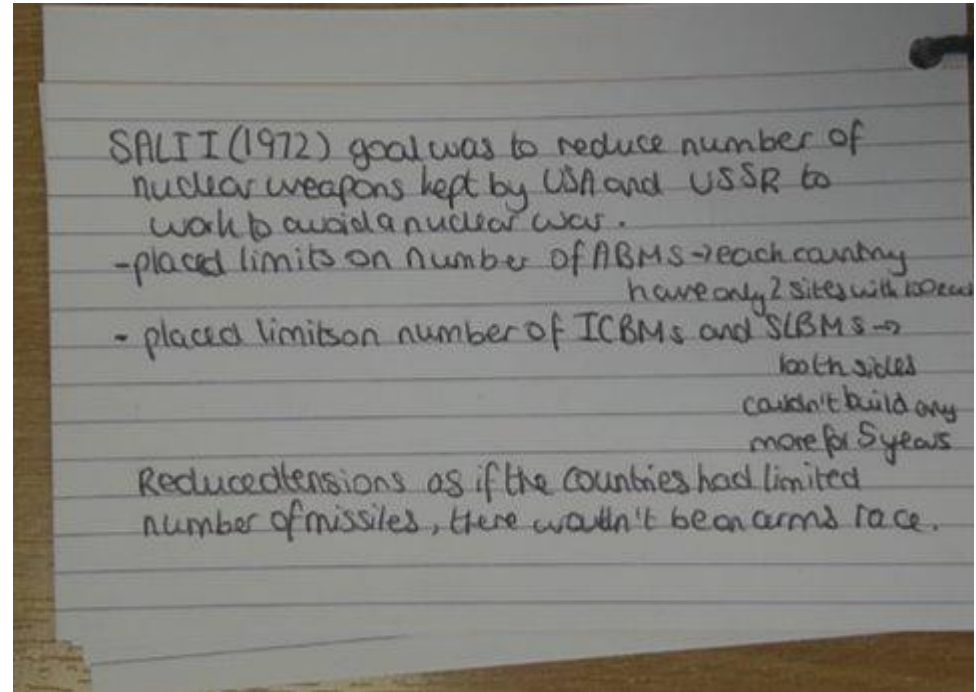 SALT I (1972) goal was to reduce number of
nuclear weapons kept by USA and USSR to
work to avoid a nuclear war.
-placed limits on number of ABMs→each country
have only 2 sites with 100 each
- placed limits on number of ICBMs and SLBMs→
both sides
couldn't build any
more for 5 years
Reduced tensions as if the countries had limited
number of missiles, there wouldn't be an arms race.